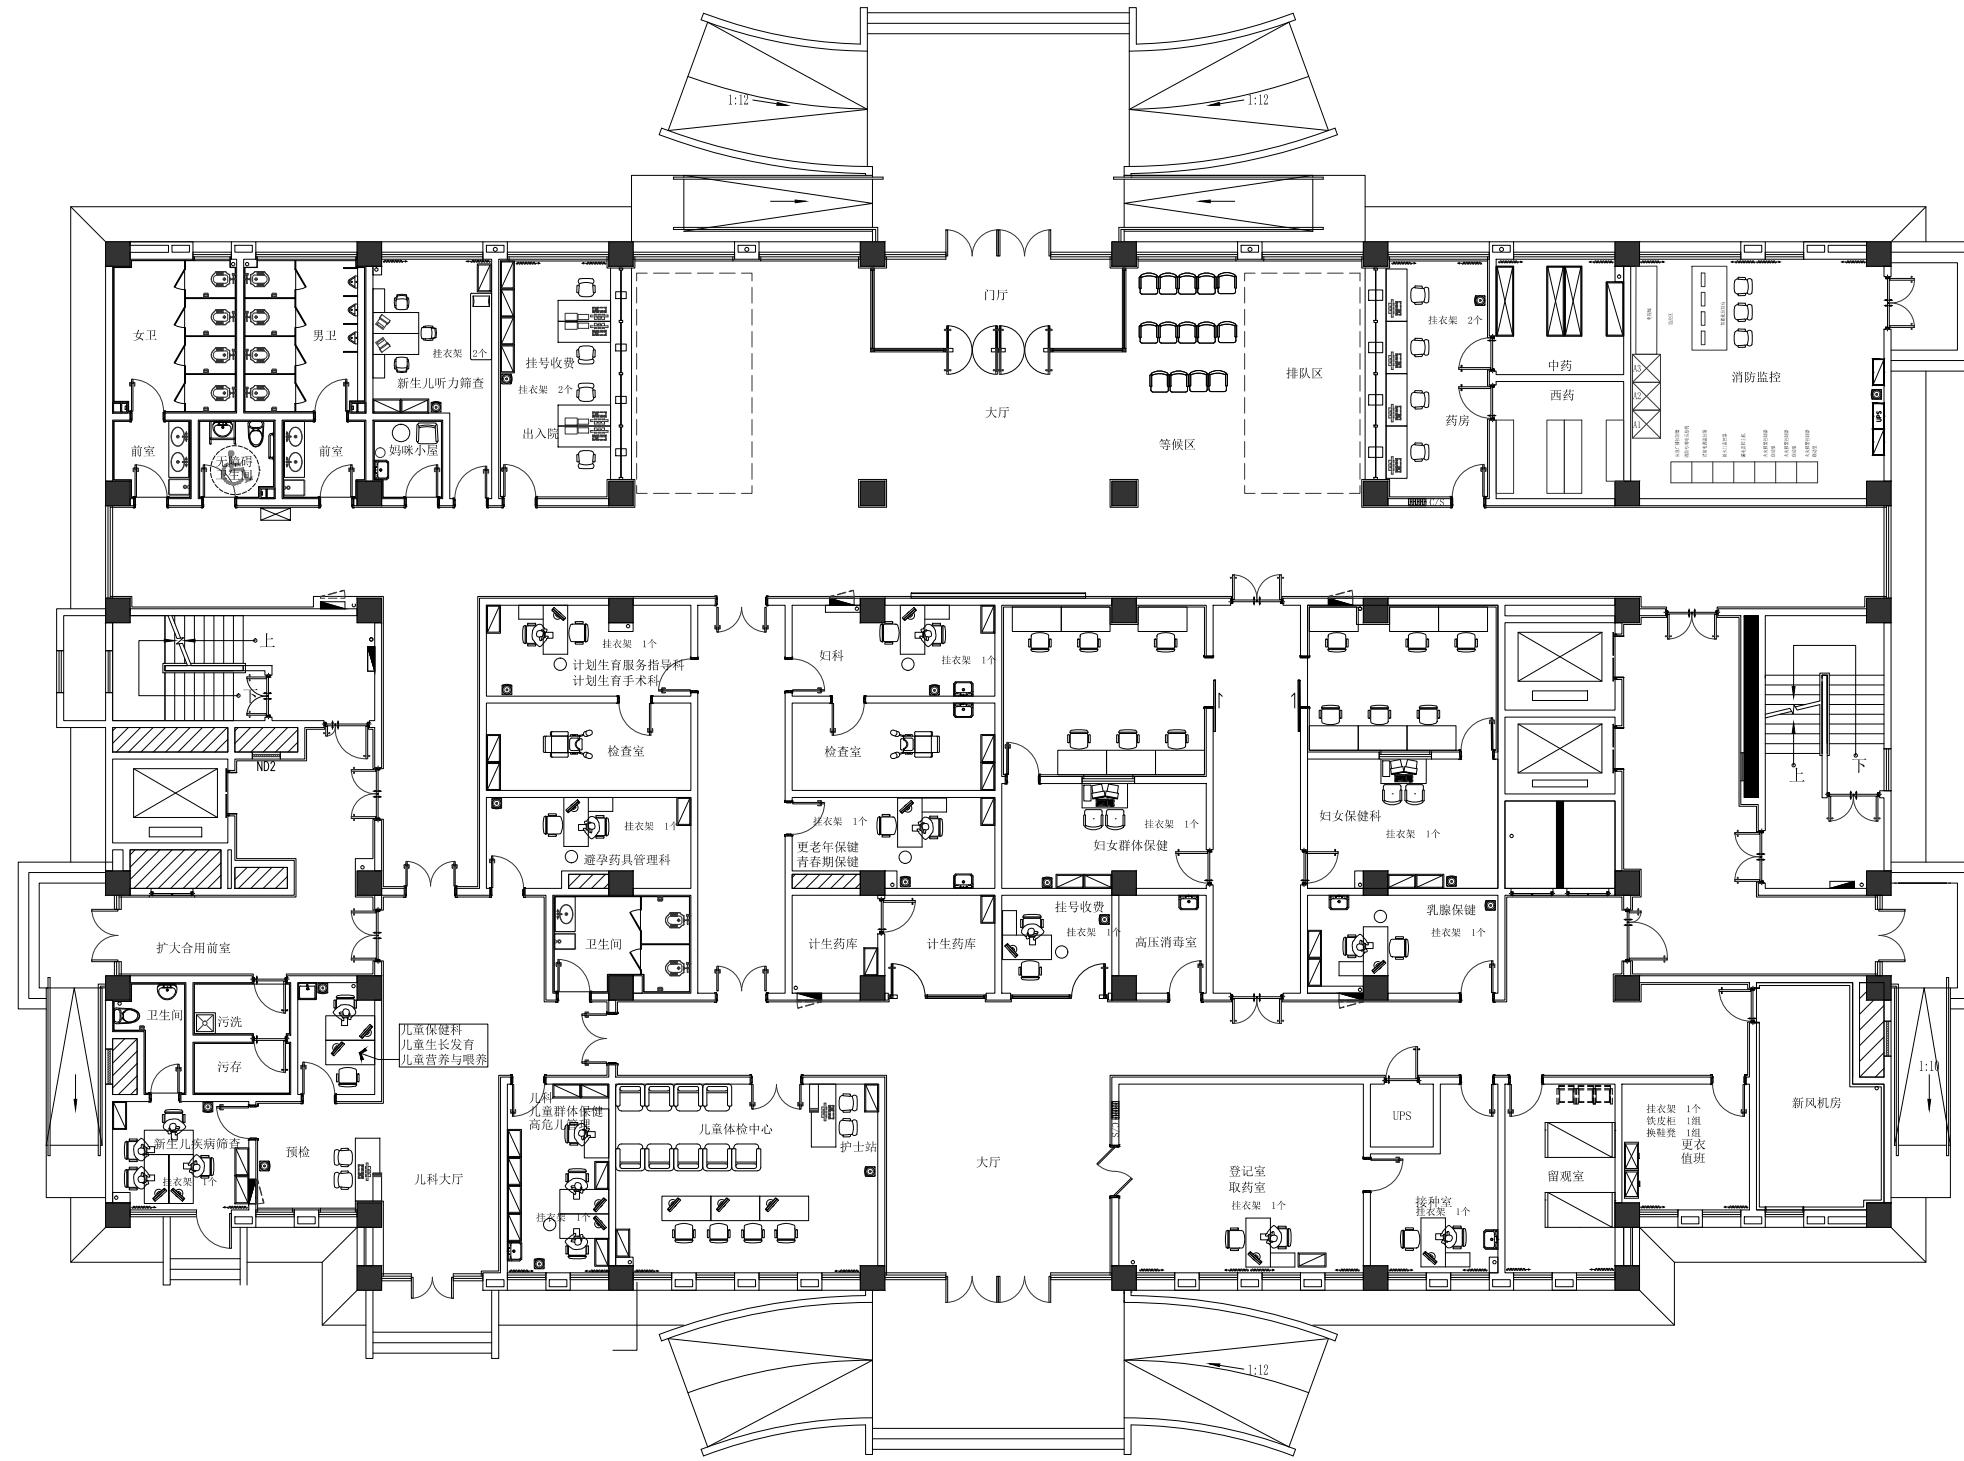 1:12
1:12
门厅
女卫
男卫
挂衣架 2个
新生儿听力筛查
挂号收费
挂衣架 2个
出入院
大厅
排队区
等候区
挂衣架 2个
药房
中药
西药
消防监控
A3
A2
A1
UPS
前室
无障碍
前室
妈咪小屋
C/S
上
下
ND2
挂衣架 1个
计划生育服务指导科
计划生育手术科
妇科
挂衣架 1个
检查室
检查室
挂衣架 1个
避孕药具管理科
挂衣架 1个
更老年保健
青春期保健
挂衣架 1个
妇女群体保健
妇女保健科
挂衣架 1个
上
下
扩大合用前室
卫生间
计生药库
计生药库
挂号收费
挂衣架 1个
高压消毒室
乳腺保键
挂衣架 1个
卫生间
污洗
污存
儿童保健科
儿童生长发育
儿童营养与喂养
新生儿疾病筛查
挂衣架 1个
预检
儿科大厅
儿科
儿童群体保健
高危儿管理
挂衣架 1个
儿童体检中心
护士站
大厅
C/S
登记室
取药室
挂衣架 1个
UPS
接种室
挂衣架 1个
留观室
挂衣架 1个
铁皮柜 1组
换鞋凳 1组
更衣
值班
新风机房
1:10
1:12